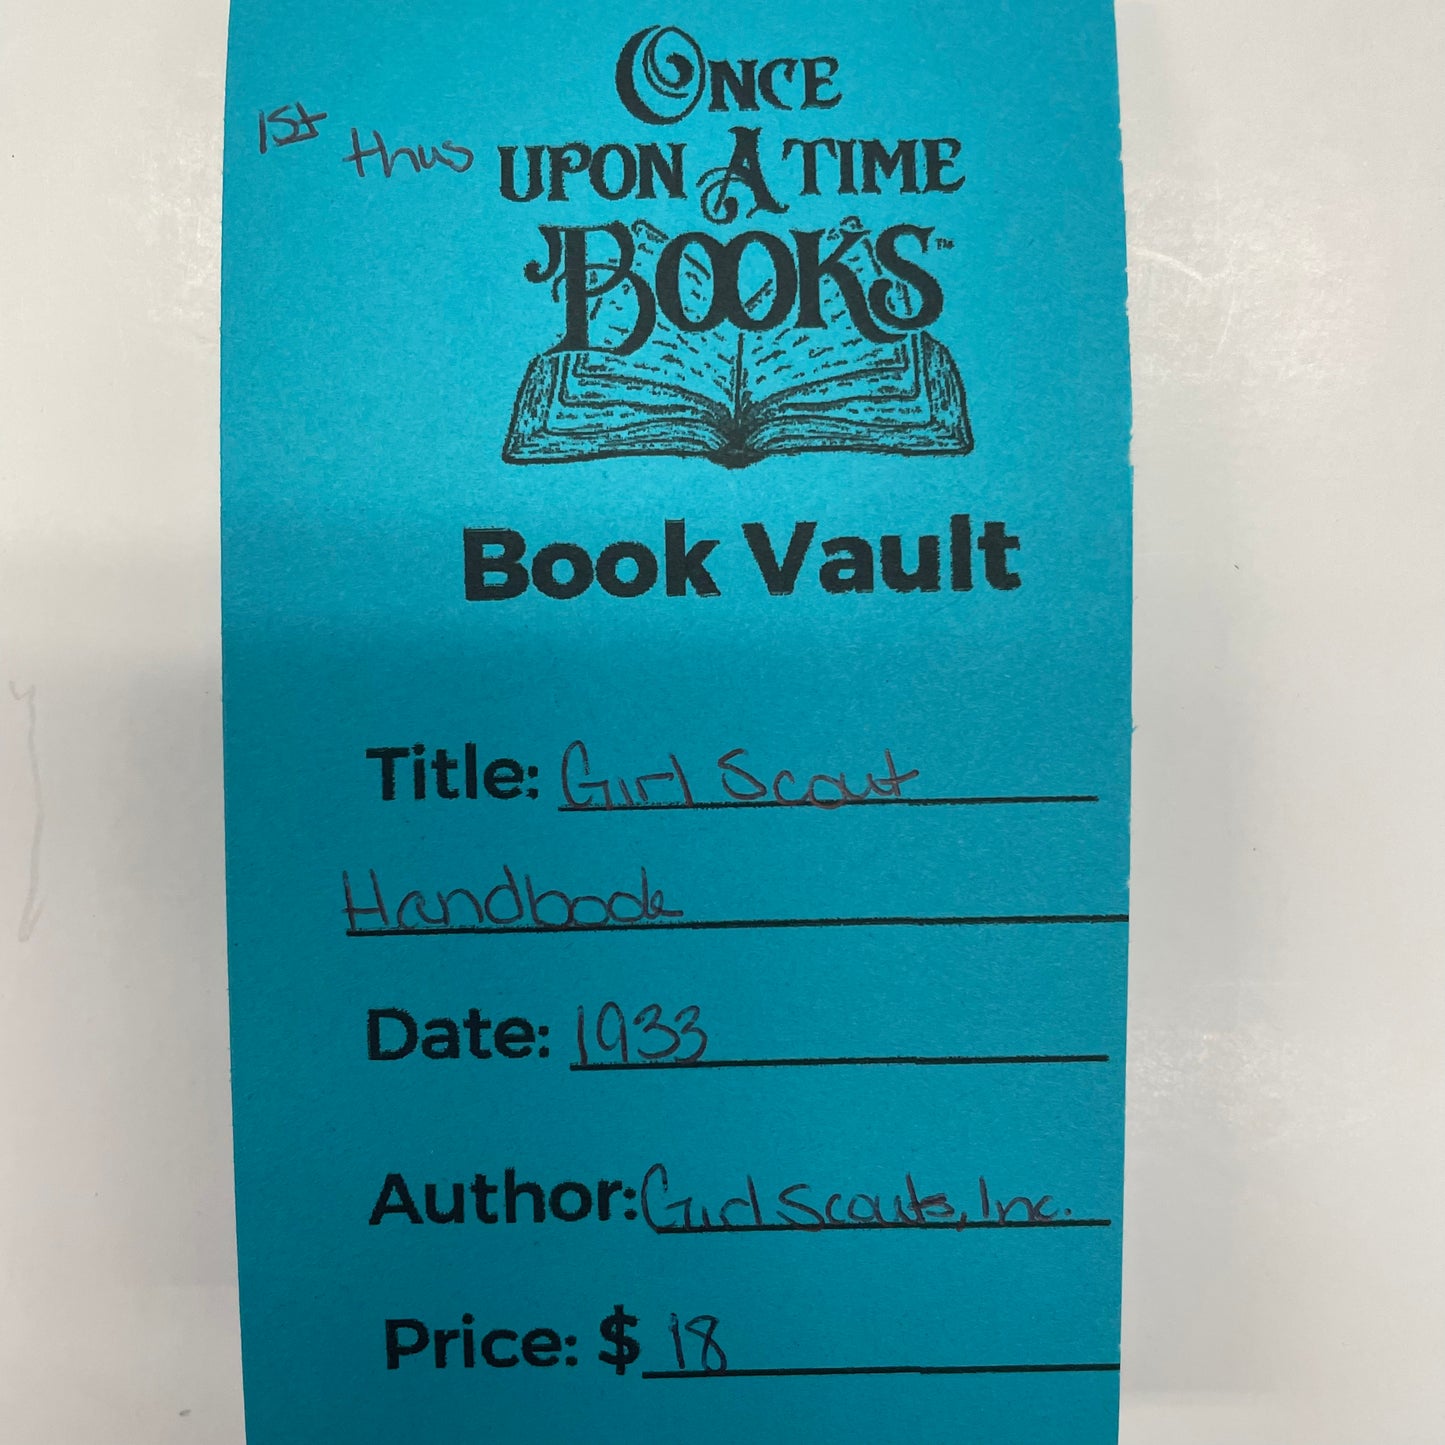 ONCE
1st thus UPON A TIME
BOOKS™
Book Vault
Title: Girl Scout
Handbook
Date: 1933
Author: Girl Scouts, Inc.
Price: $ 18